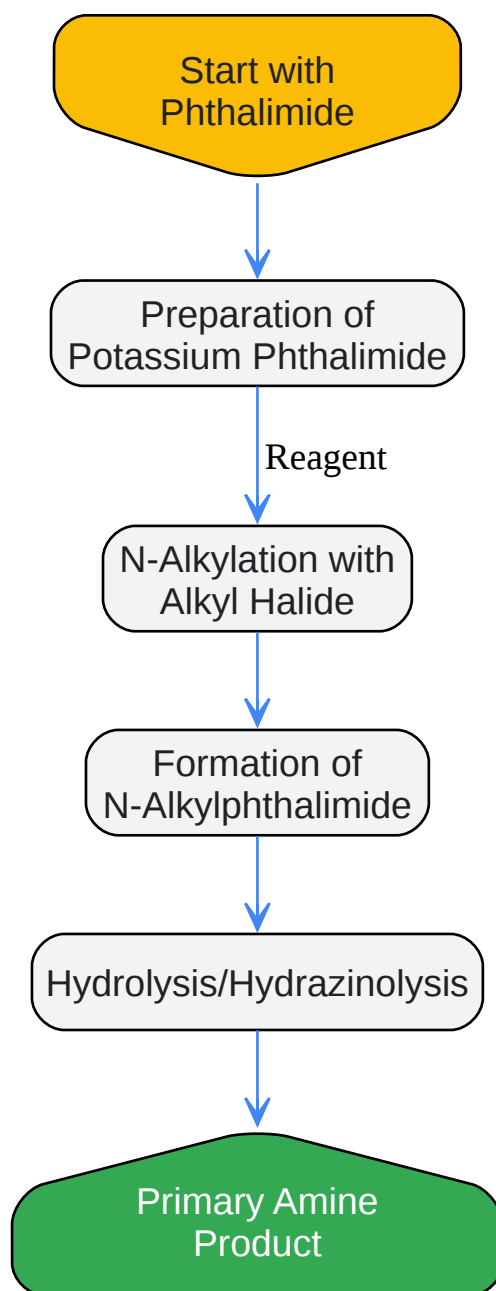 Start with
Phthalimide
Preparation of
Potassium Phthalimide
Reagent
N-Alkylation with
Alkyl Halide
Formation of
N-Alkylphthalimide
Hydrolysis/Hydrazinolysis
Primary Amine
Product